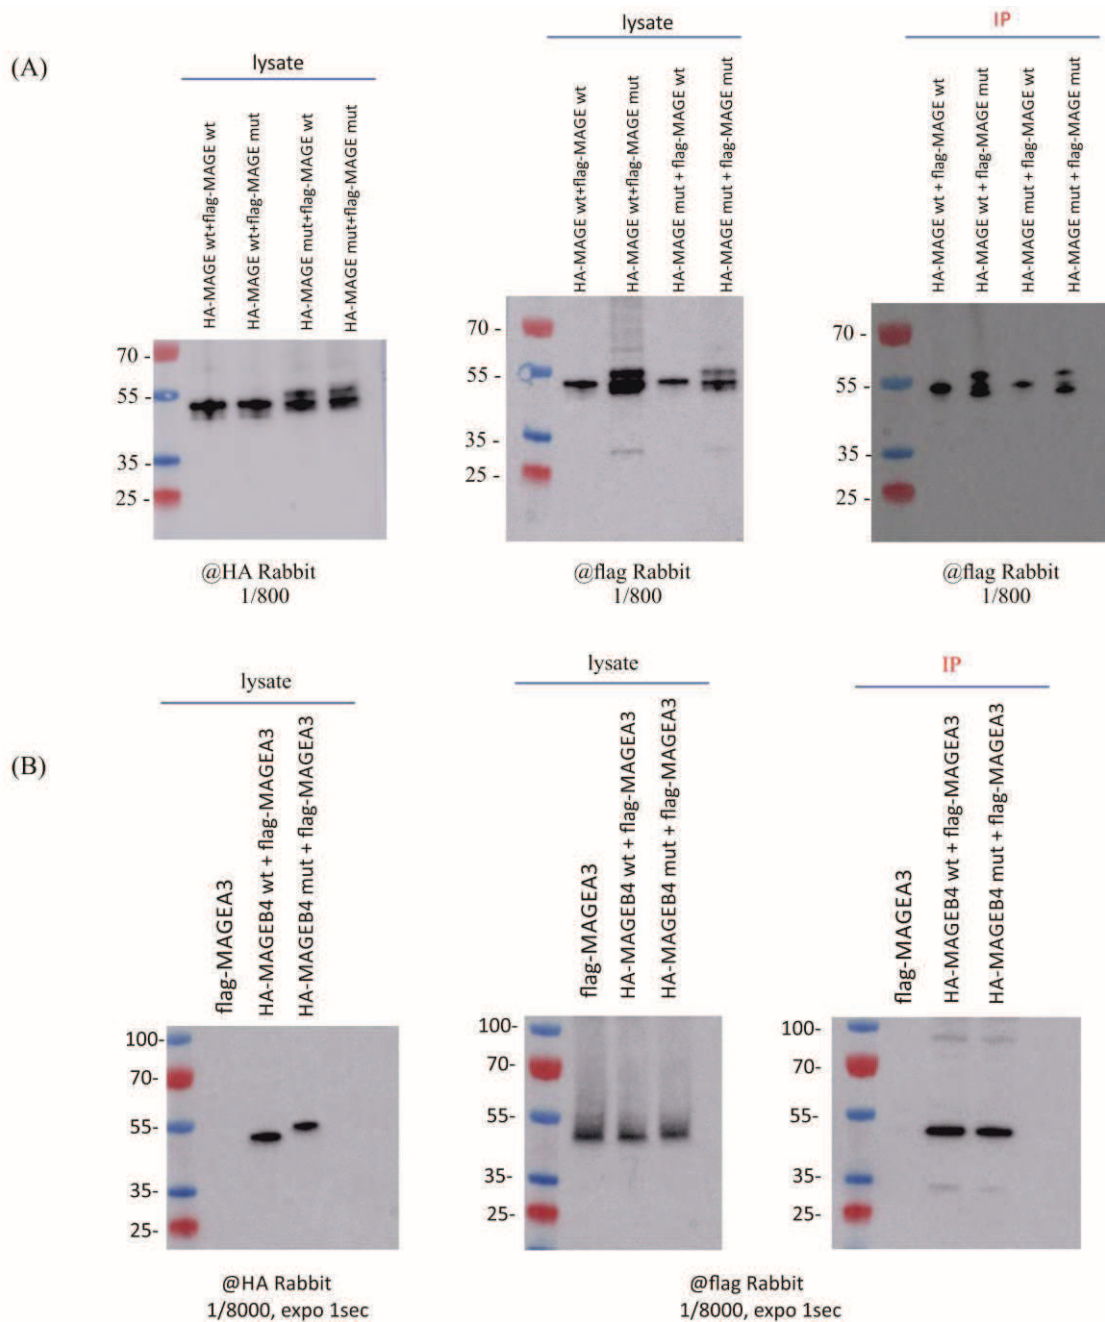 (A)
lysate
HA-MAGE wt+flag-MAGE wt
HA-MAGE wt+flag-MAGE mut
HA-MAGE mut+flag-MAGE wt
HA-MAGE mut+flag-MAGE mut
70 -
55 -
35 -
25 -
@HA Rabbit
1/800
lysate
HA-MAGE wt+flag-MAGE wt
HA-MAGE wt+flag-MAGE mut
HA-MAGE mut + flag-MAGE wt
HA-MAGE mut + flag-MAGE mut
70 -
55 -
35 -
25 -
@flag Rabbit
1/800
IP
HA-MAGE wt + flag-MAGE wt
HA-MAGE wt + flag-MAGE mut
HA-MAGE mut + flag-MAGE wt
HA-MAGE mut + flag-MAGE mut
70 -
55 -
35 -
25 -
@flag Rabbit
1/800
(B)
lysate
flag-MAGEA3
HA-MAGEB4 wt + flag-MAGEA3
HA-MAGEB4 mut + flag-MAGEA3
100-
70-
55-
35-
25-
@HA Rabbit
1/8000, expo 1sec
lysate
flag-MAGEA3
HA-MAGEB4 wt + flag-MAGEA3
HA-MAGEB4 mut + flag-MAGEA3
100-
70-
55-
35-
25-
IP
flag-MAGEA3
HA-MAGEB4 wt + flag-MAGEA3
HA-MAGEB4 mut + flag-MAGEA3
100-
70-
55-
35-
25-
@flag Rabbit
1/8000, expo 1sec